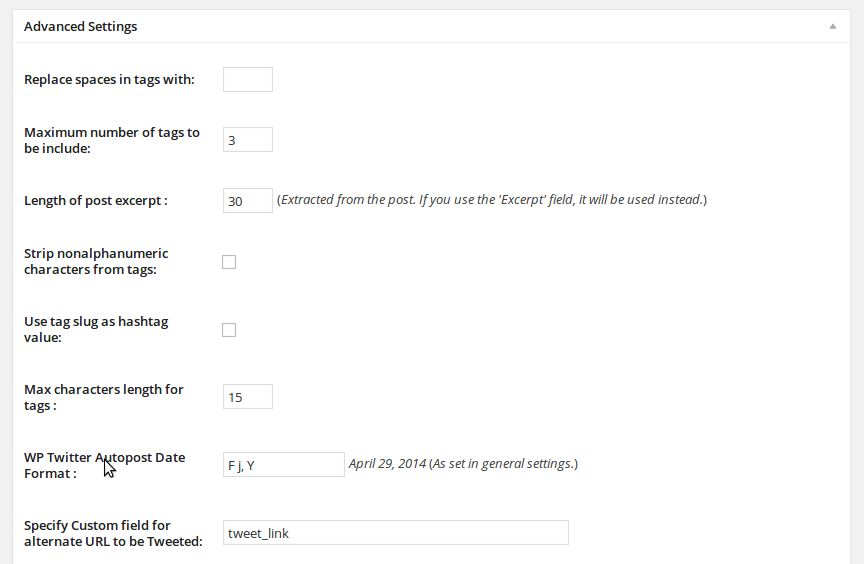 Advanced Settings
Replace spaces in tags with:
Maximum number of tags to
be include:
3
Length of post excerpt :
30 (Extracted from the post. If you use the 'Excerpt' field, it will be used instead.)
Strip nonalphanumeric
characters from tags:
Use tag slug as hashtag
value:
Max characters length for
tags :
15
WP Twitter Autopost Date
Format :
F j, Y April 29, 2014 (As set in general settings.)
Specify Custom field for
alternate URL to be Tweeted:
tweet_link